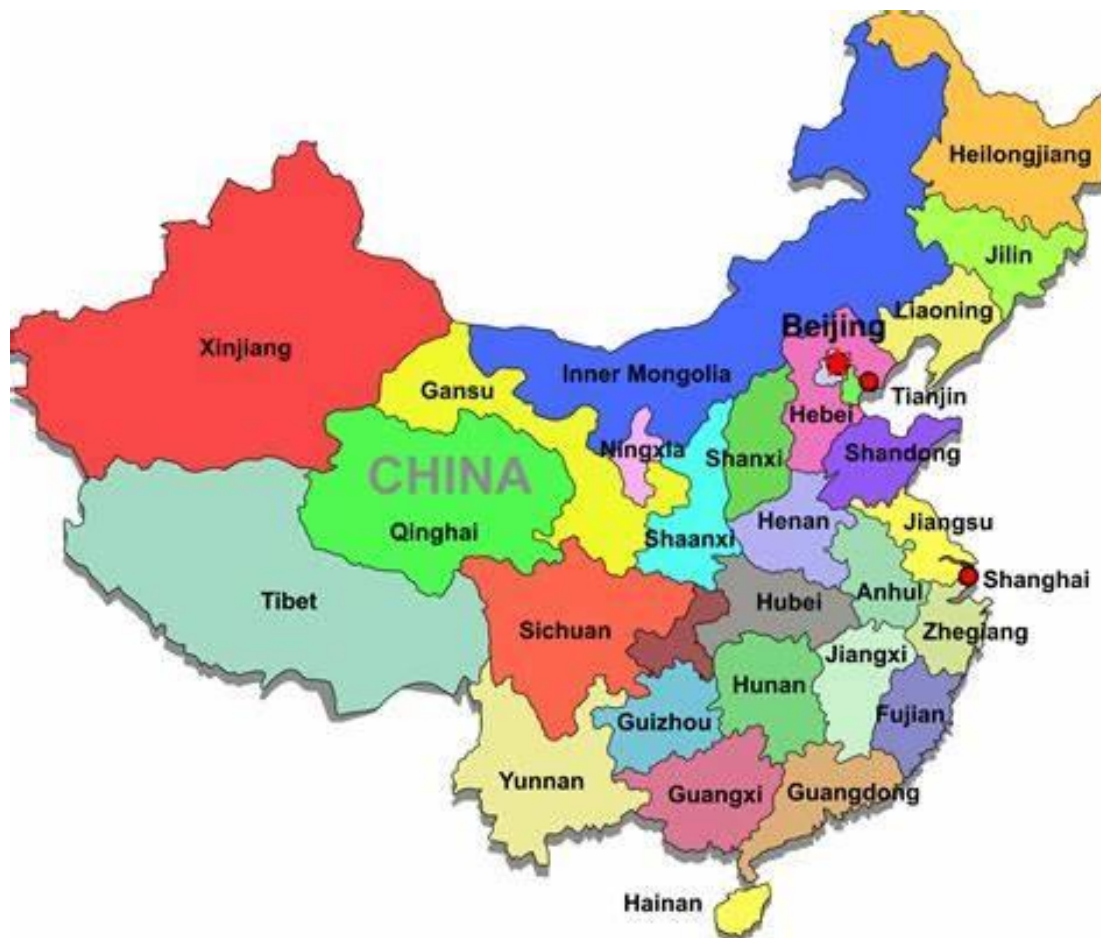 Heilongjiang
Jilin
Liaoning
Beijing
Xinjiang
Inner Mongolia
Gansu
Tianjin
Hebei
Ningxia
Shanxi
Shandong
CHINA
Qinghai
Shaanxi
Henan
Jiangsu
Shanghai
Tibet
Hubei
Anhul
Sichuan
Zhegiang
Jiangxi
Hunan
Guizhou
Fujian
Yunnan
Guangxi
Guangdong
Hainan